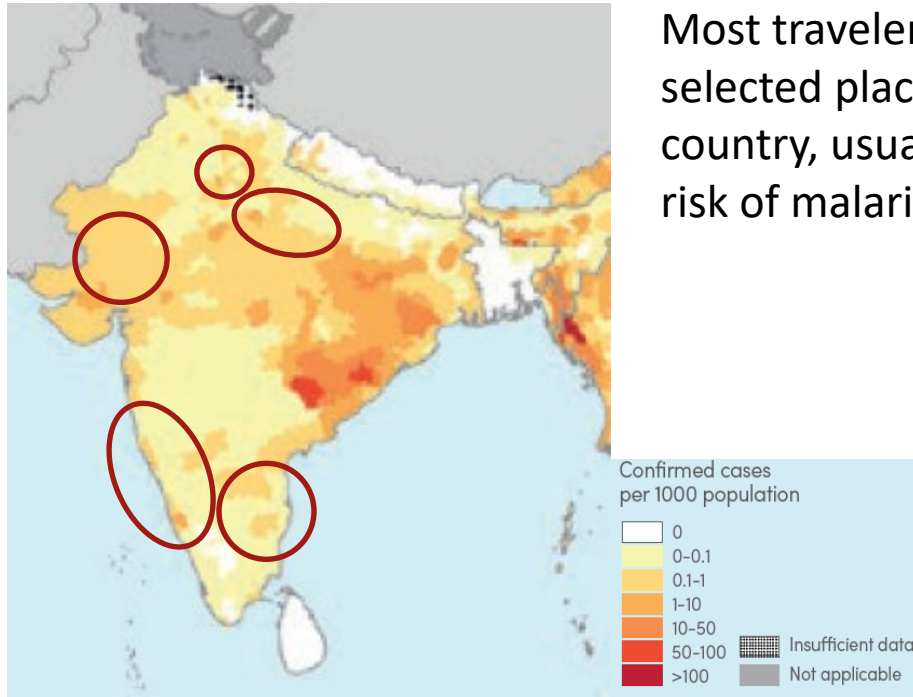 Most traveler
selected plac
country, usua
risk of malari
Confirmed cases
per 1000 population
0
0-0.1
0.1-1
1-10
10-50
50-100
>100
Insufficient data
Not applicable